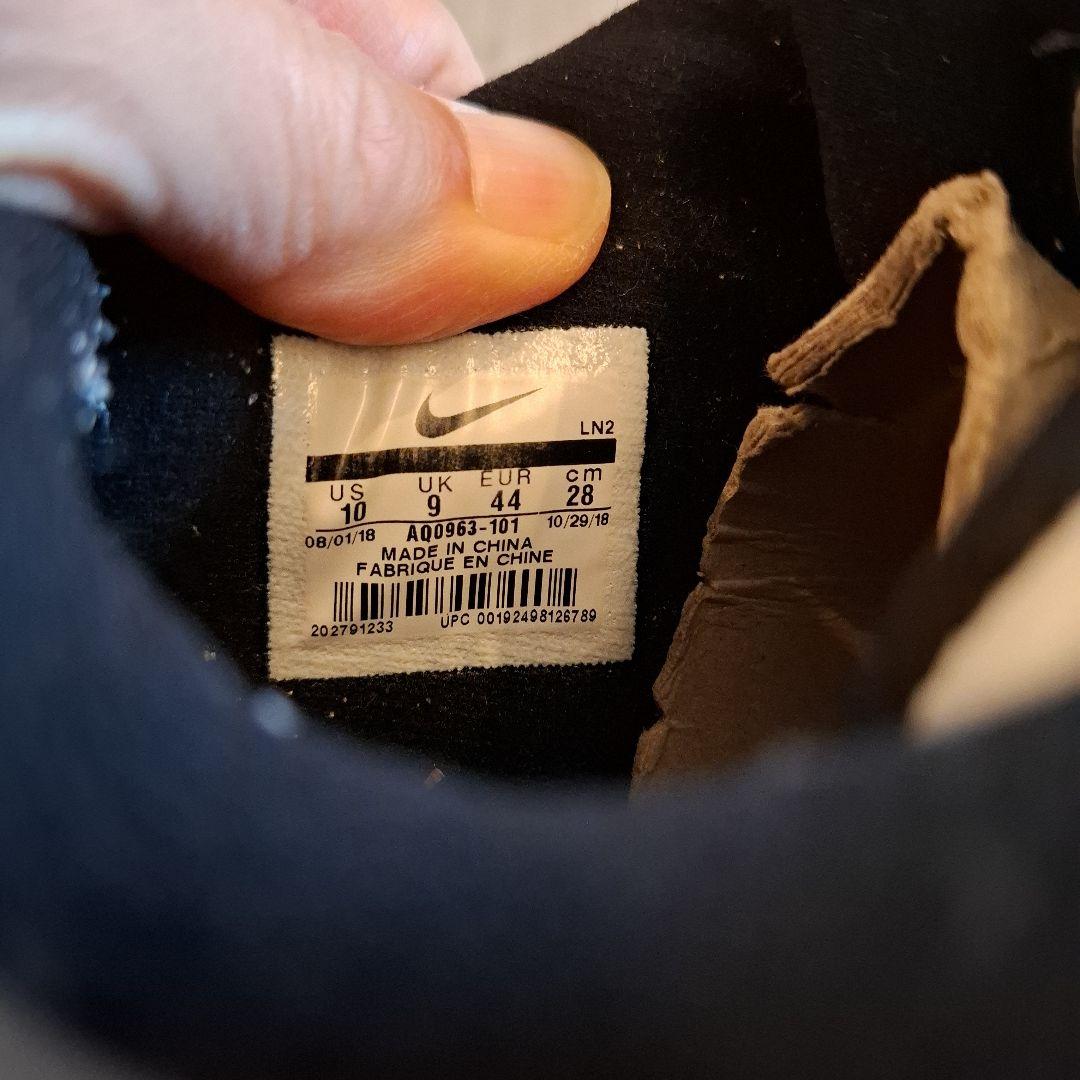 LN2
US UK EUR cm
10 9 44 28
08/01/18 AQ0963-101 10/29/18
MADE IN CHINA
FABRIQUE EN CHINE
202791233 UPC 00192498126789